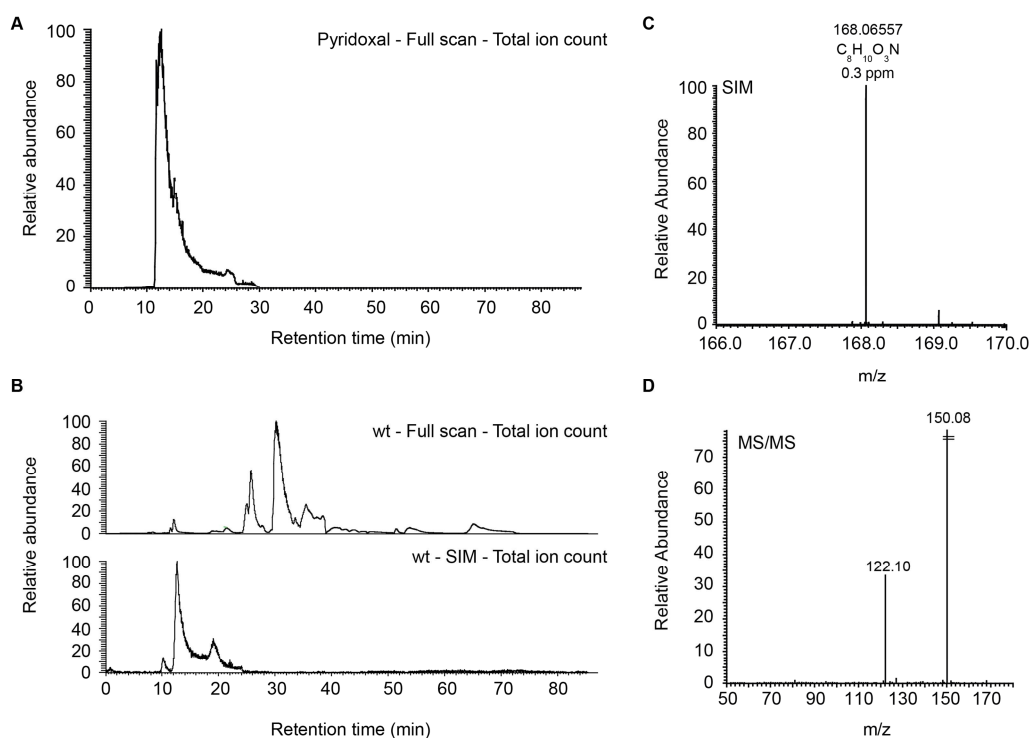 A
Pyridoxal - Full scan - Total ion count
Relative abundance
100
80
60
40
20
0
0 10 20 30 40 50 60 70 80
Retention time (min)
B
wt - Full scan - Total ion count
100
80
60
40
20
0
Relative abundance
wt - SIM - Total ion count
100
80
60
40
20
0
0 10 20 30 40 50 60 70 80
Retention time (min)
C
168.06557
C8H10O3N
0.3 ppm
SIM
Relative Abundance
100
80
60
40
20
0
166.0 167.0 168.0 169.0 170.0
m/z
D
150.08
MS/MS
122.10
Relative Abundance
70
60
50
40
30
20
10
0
50 70 90 110 130 150 170
m/z